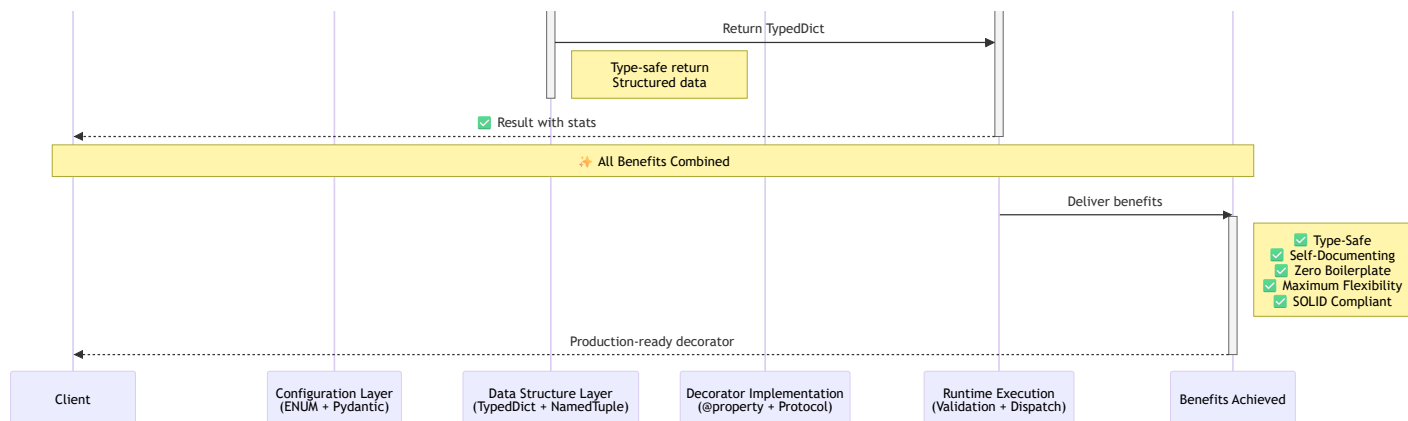 Return TypedDict
Type-safe return
Structured data
✅ Result with stats
✨ All Benefits Combined
Deliver benefits
✅ Type-Safe
✅ Self-Documenting
✅ Zero Boilerplate
✅ Maximum Flexibility
✅ SOLID Compliant
Production-ready decorator
Client
Configuration Layer
(ENUM + Pydantic)
Data Structure Layer
(TypedDict + NamedTuple)
Decorator Implementation
(@property + Protocol)
Runtime Execution
(Validation + Dispatch)
Benefits Achieved